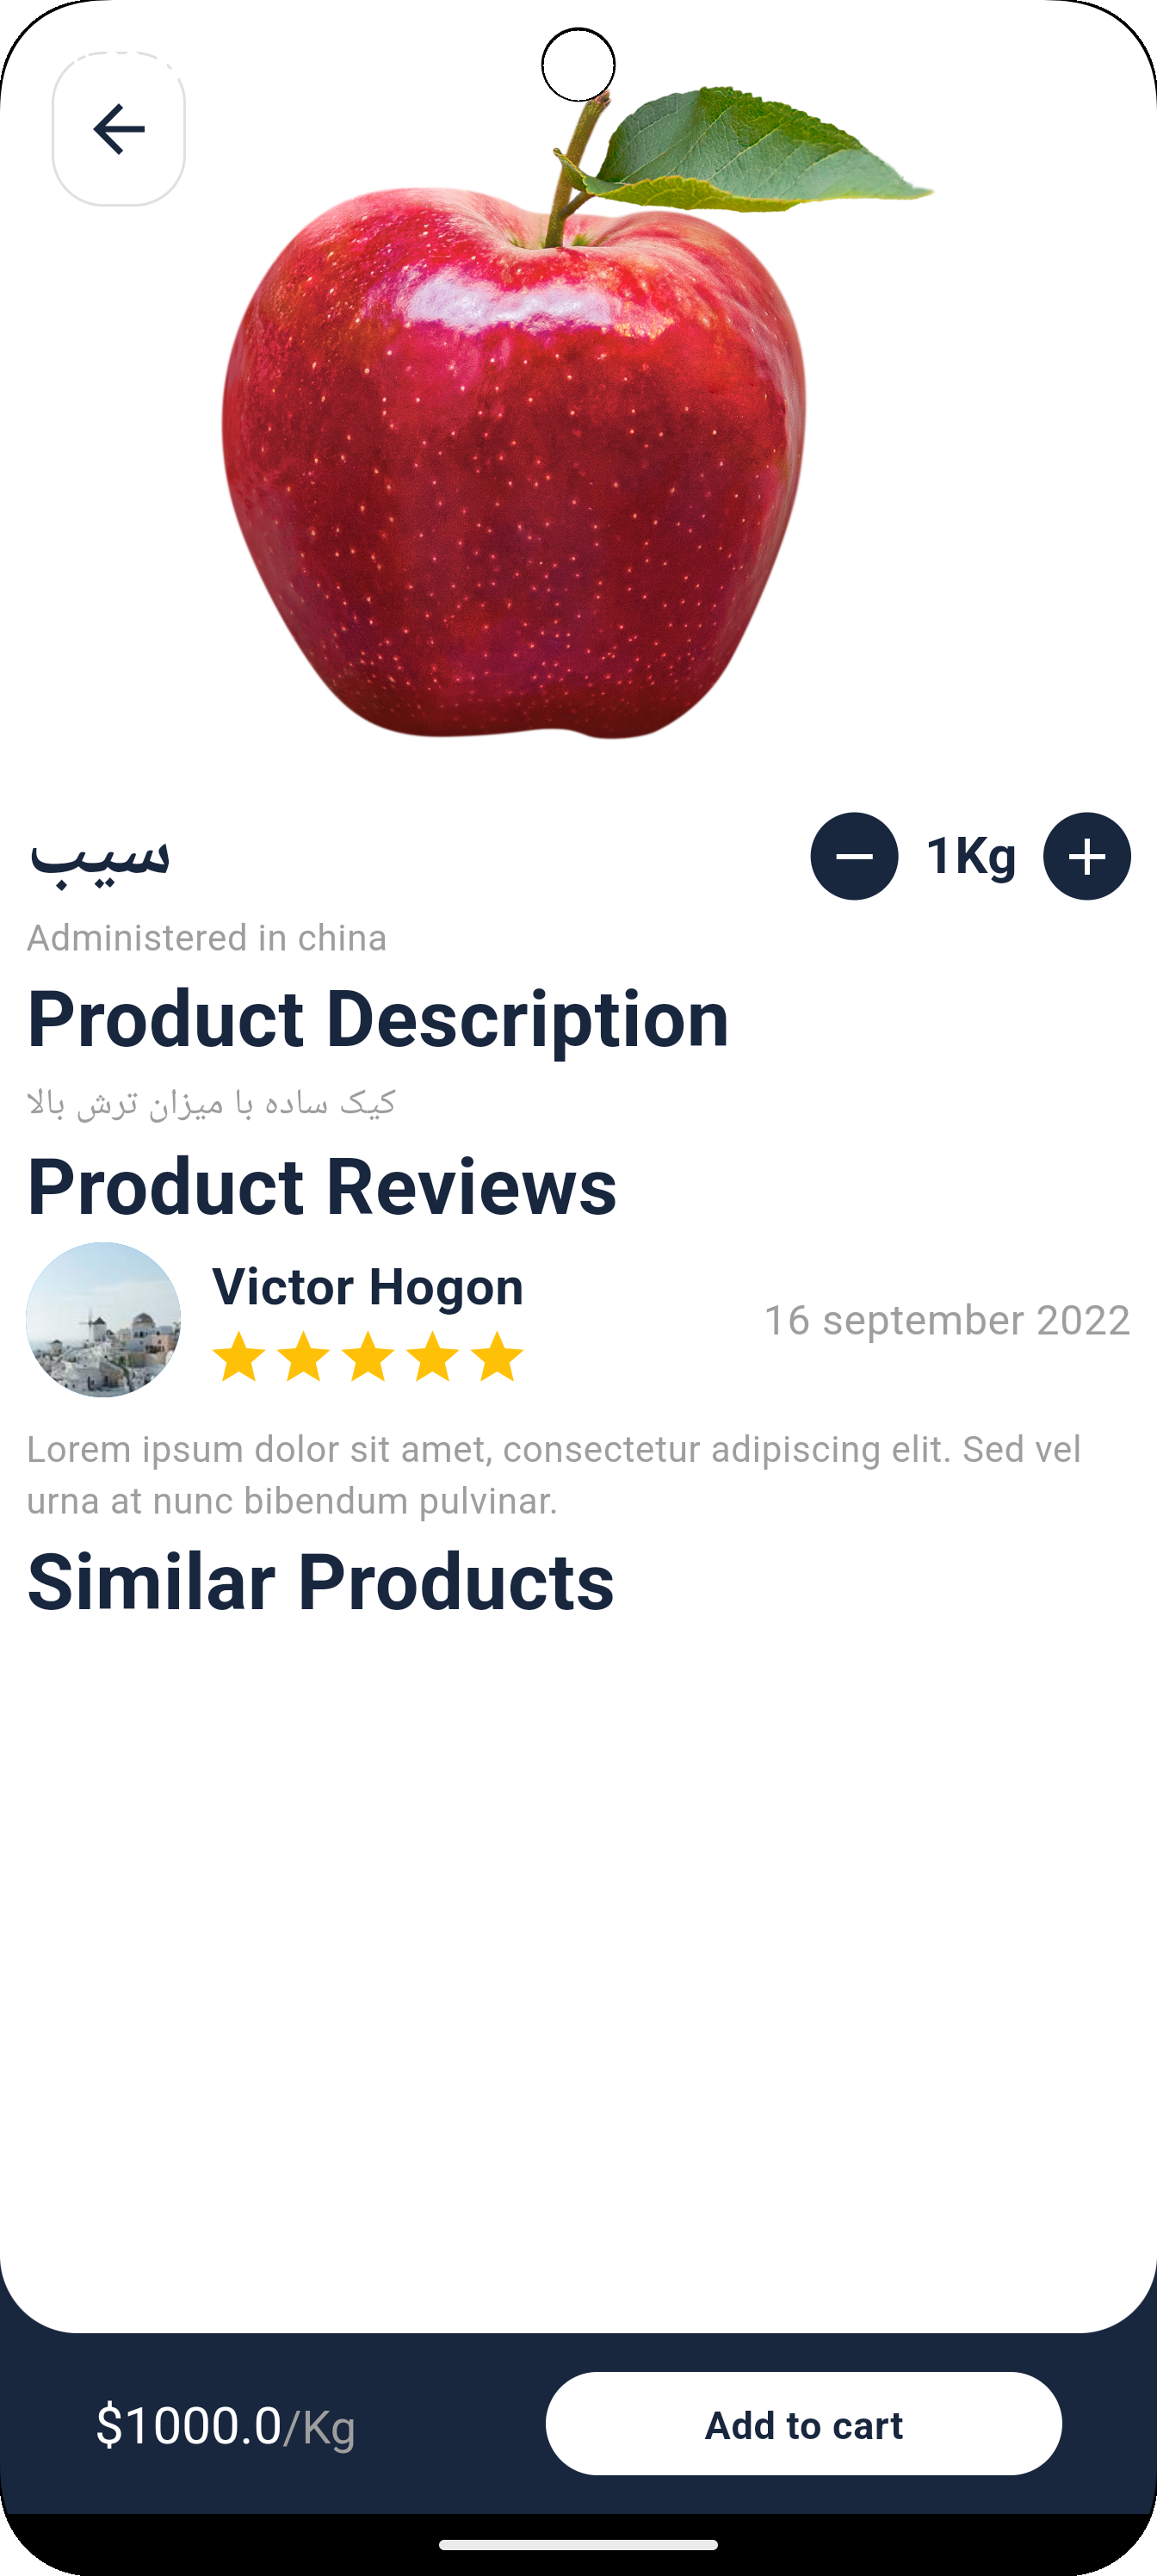 سیب
1Kg
Administered in china
Product Description
کیک ساده با میزان ترش بالا
Product Reviews
Victor Hogon
16 september 2022
Lorem ipsum dolor sit amet, consectetur adipiscing elit. Sed vel
urna at nunc bibendum pulvinar.
Similar Products
$1000.0/Kg
Add to cart